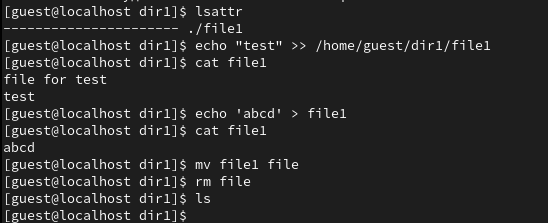 [guest@localhost dir1]$ lsattr
---------------------- ./file1
[guest@localhost dir1]$ echo "test" >> /home/guest/dir1/file1
[guest@localhost dir1]$ cat file1
file for test
test
[guest@localhost dir1]$ echo 'abcd' > file1
[guest@localhost dir1]$ cat file1
abcd
[guest@localhost dir1]$ mv file1 file
[guest@localhost dir1]$ rm file
[guest@localhost dir1]$ ls
[guest@localhost dir1]$